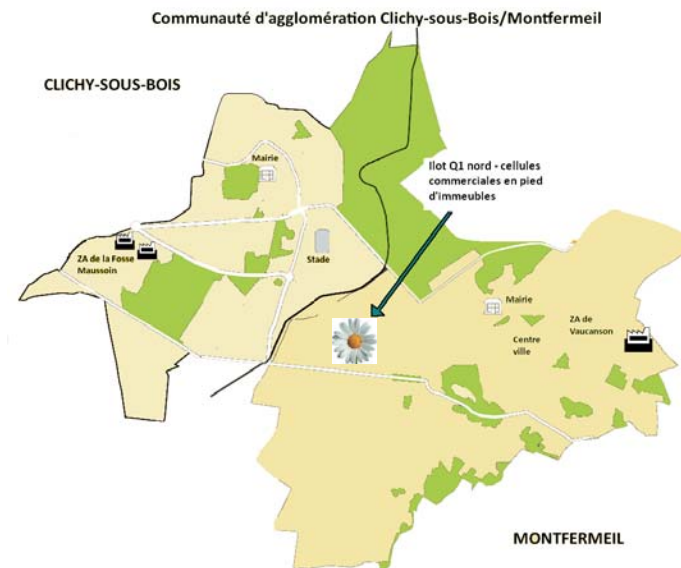 Communauté d'agglomération Clichy-sous-Bois/Montfermeil
CLICHY-SOUS-BOIS
Mairie
Ilot Q1 nord - cellules
commerciales en pied
d'immeubles
ZA de la Fosse
Maussoin
Stade
Mairie
ZA de
Vaucanson
Centre
ville
MONTFERMEIL